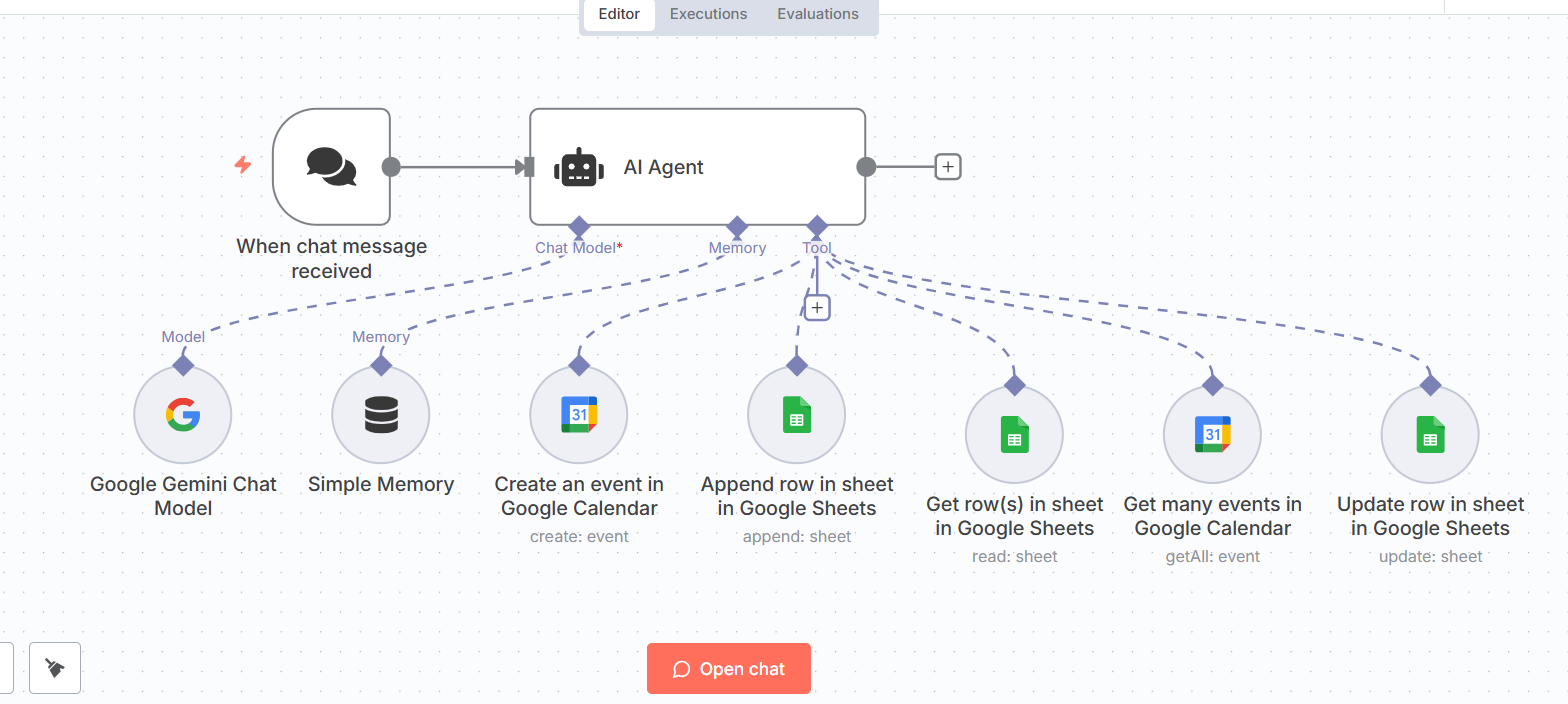 Editor Executions Evaluations
AI Agent
When chat message
received
Chat Model*
Memory
Tool
Model
Memory
31
31
Google Gemini Chat
Model
Simple Memory
Create an event in
Google Calendar
create: event
Append row in sheet
in Google Sheets
append: sheet
Get row(s) in sheet
in Google Sheets
read: sheet
Get many events in
Google Calendar
getAll: event
Update row in sheet
in Google Sheets
update: sheet
Open chat